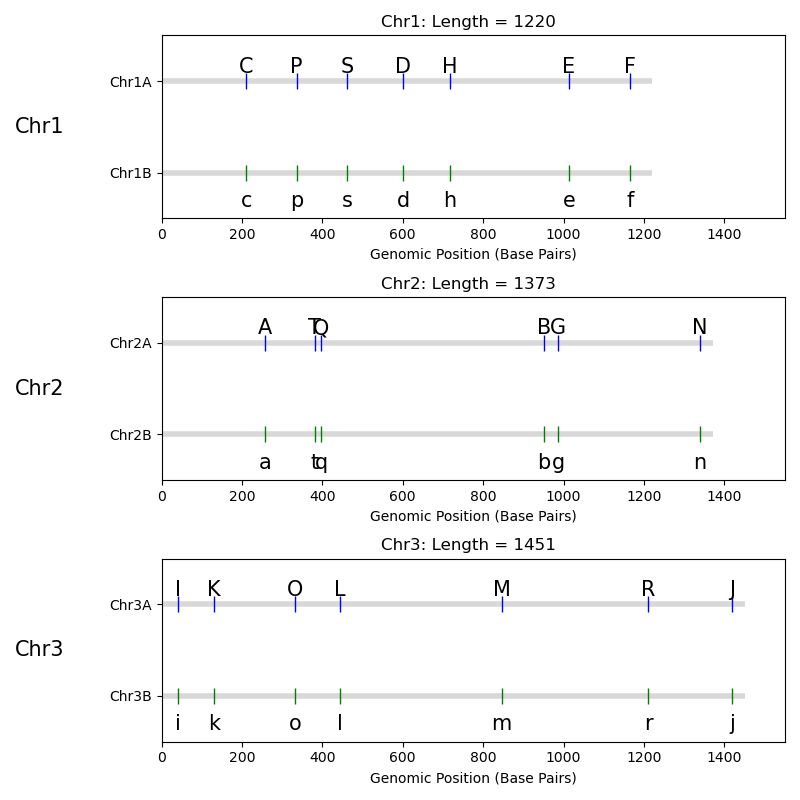 Chr1: Length = 1220
C P S D H E F
Chr1A
Chr1
Chr1B
c p s d h e f
0 200 400 600 800 1000 1200 1400
Genomic Position (Base Pairs)
Chr2: Length = 1373
A T Q B G N
Chr2A
Chr2
Chr2B
a t q b g n
0 200 400 600 800 1000 1200 1400
Genomic Position (Base Pairs)
Chr3: Length = 1451
I K O L M R J
Chr3A
Chr3
Chr3B
i k o l m r j
0 200 400 600 800 1000 1200 1400
Genomic Position (Base Pairs)